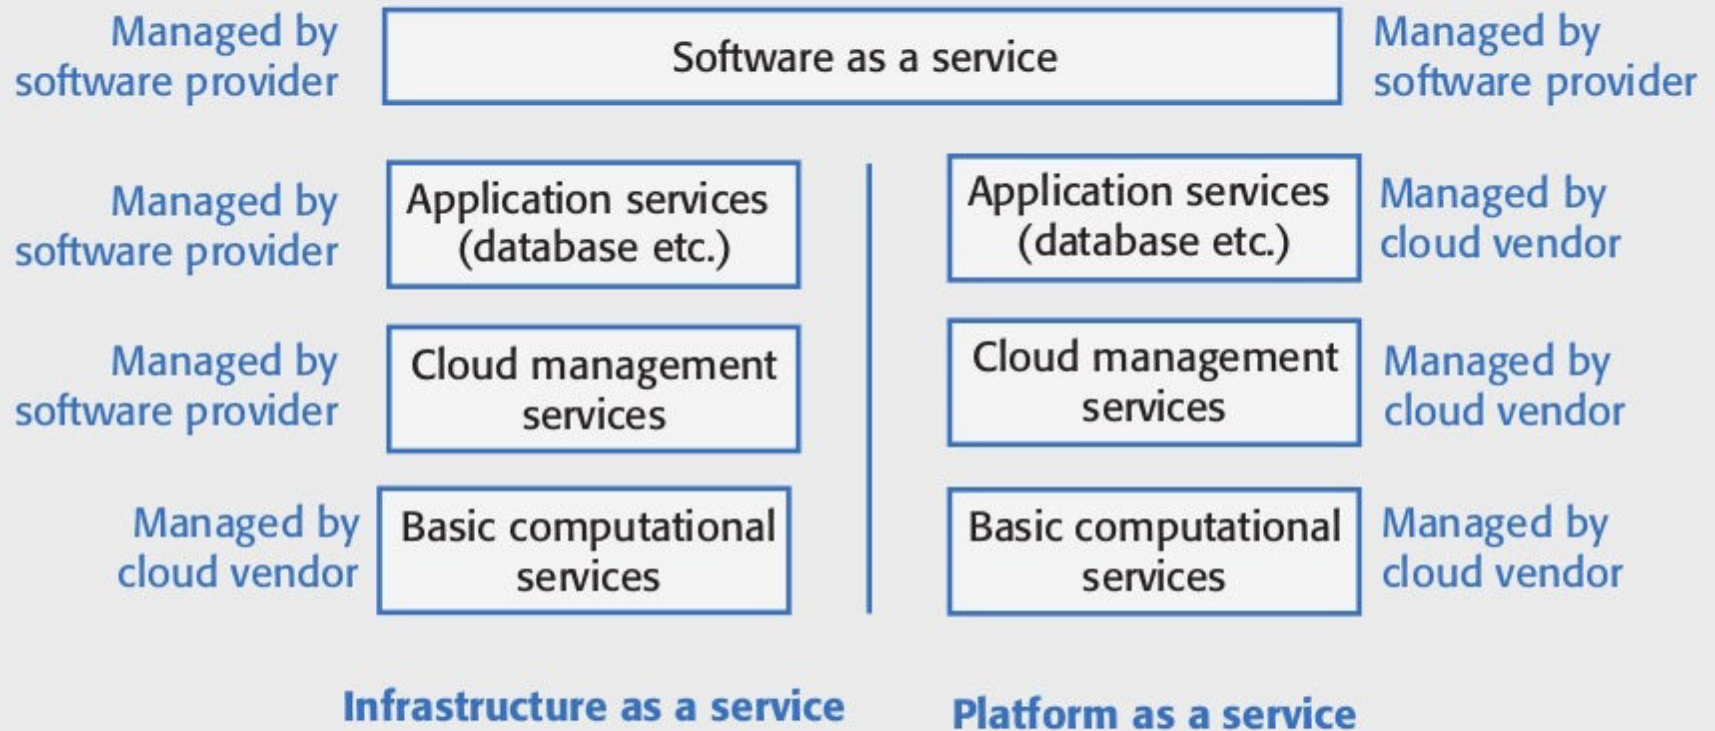 Managed by
software provider
Software as a service
Managed by
software provider
Managed by
software provider
Application services
(database etc.)
Application services
(database etc.)
Managed by
cloud vendor
Managed by
software provider
Cloud management
services
Cloud management
services
Managed by
cloud vendor
Managed by
cloud vendor
Basic computational
services
Basic computational
services
Managed by
cloud vendor
Infrastructure as a service
Platform as a service